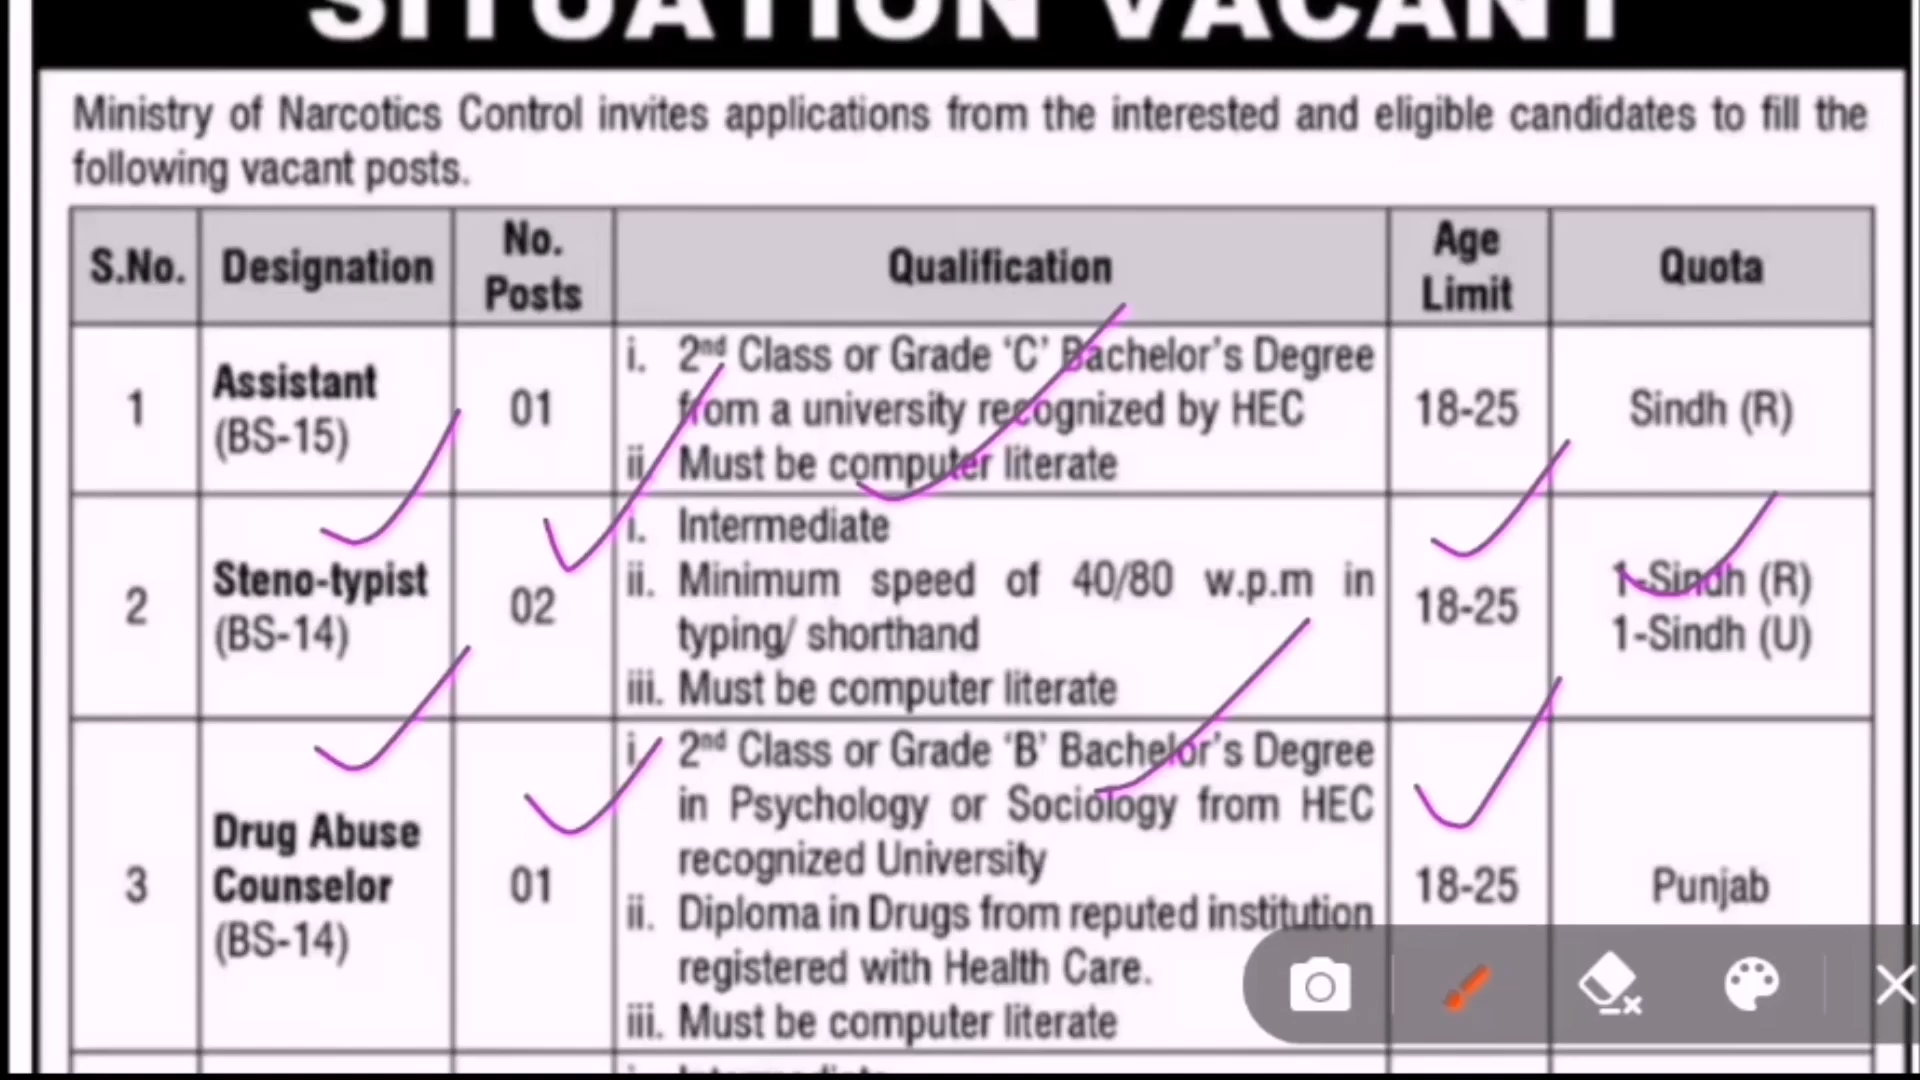 SITUATION VACANT
Ministry of Narcotics Control invites applications from the interested and eligible candidates to fill the
following vacant posts.
S.No.
Designation
No.
Posts
Qualification
Age
Limit
Quota
1
Assistant
(BS-15)
01
i. 2nd Class or Grade ‘C’ Bachelor’s Degree
from a university recognized by HEC
ii. Must be computer literate
18-25
Sindh (R)
2
Steno-typist
(BS-14)
02
i. Intermediate
ii. Minimum speed of 40/80 w.p.m in
typing/ shorthand
iii. Must be computer literate
18-25
1-Sindh (R)
1-Sindh (U)
3
Drug Abuse
Counselor
(BS-14)
01
i. 2nd Class or Grade ‘B’ Bachelor’s Degree
in Psychology or Sociology from HEC
recognized University
ii. Diploma in Drugs from reputed institution
registered with Health Care.
iii. Must be computer literate
18-25
Punjab